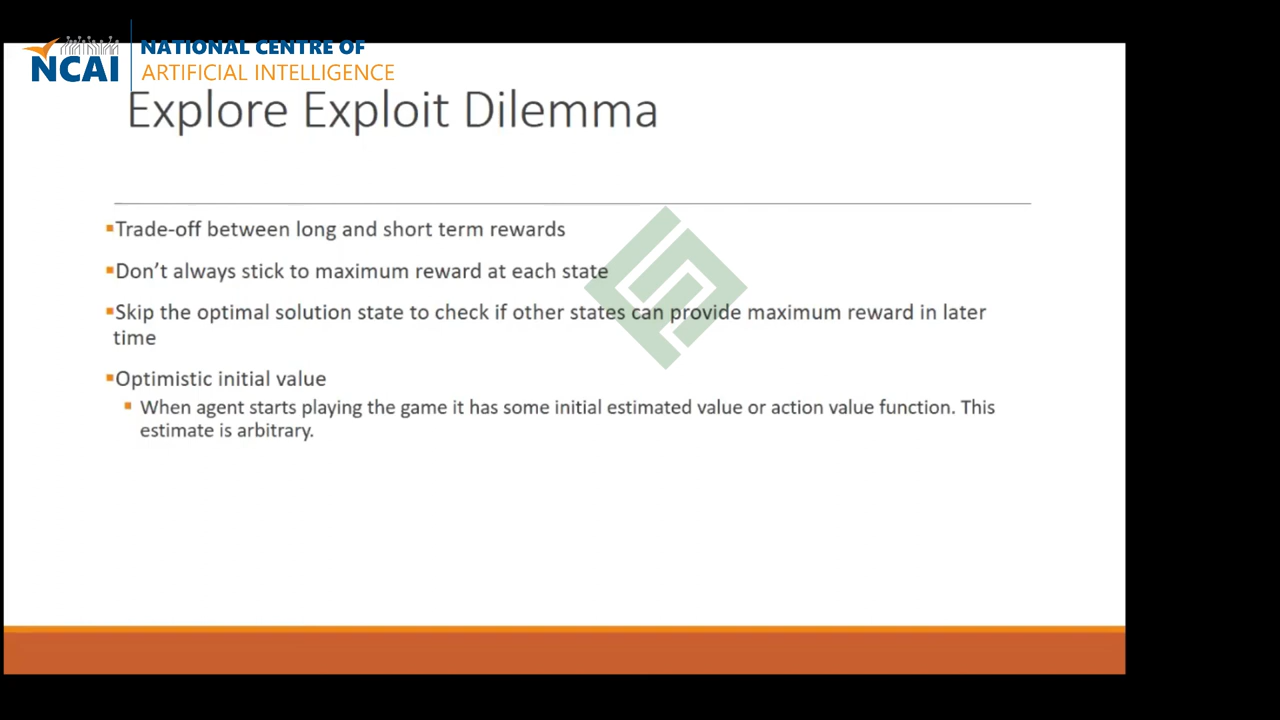 NCAI
NATIONAL CENTRE OF
ARTIFICIAL INTELLIGENCE
Explore Exploit Dilemma
▪Trade-off between long and short term rewards
▪Don’t always stick to maximum reward at each state
▪Skip the optimal solution state to check if other states can provide maximum reward in later
time
▪Optimistic initial value
▪ When agent starts playing the game it has some initial estimated value or action value function. This
estimate is arbitrary.